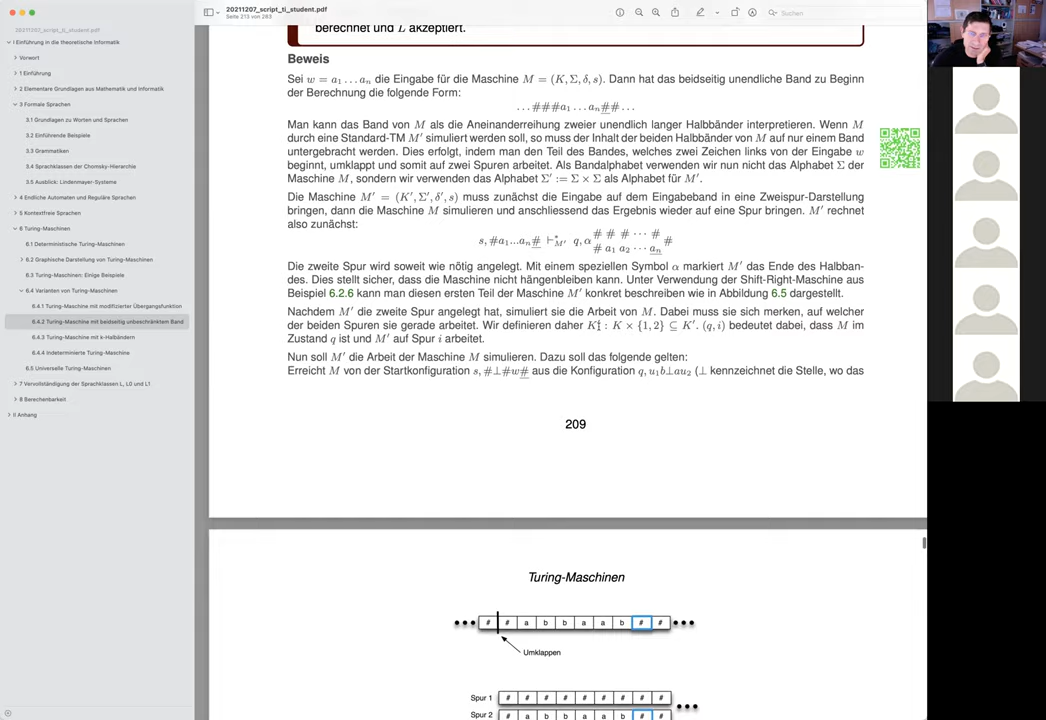 20211207_script_ti_student.pdf
Seite 213 von 283
Suchen
20211207_script_ti_student.pdf
I Einführung in die theoretische Informatik
Vorwort
1 Einführung
2 Elementare Grundlagen aus Mathematik und Informatik
3 Formale Sprachen
3.1 Grundlagen zu Worten und Sprachen
3.2 Einführende Beispiele
3.3 Grammatiken
3.4 Sprachklassen der Chomsky-Hierarchie
3.5 Ausblick: Lindenmayer-Systeme
4 Endliche Automaten und Reguläre Sprachen
5 Kontextfreie Sprachen
6 Turing-Maschinen
6.1 Deterministische Turing-Maschinen
6.2 Graphische Darstellung von Turing-Maschinen
6.3 Turing-Maschinen: Einige Beispiele
6.4 Varianten von Turing-Maschinen
6.4.1 Turing-Maschine mit modifizierter Übergangsfunktion
6.4.2 Turing-Maschine mit beidseitig unbeschränktem Band
6.4.3 Turing-Maschine mit k-Halbbändern
6.4.4 Indeterminierte Turing-Maschine
6.5 Universelle Turing-Maschinen
7 Vervollständigung der Sprachklassen L, L0 und L1
8 Berechenbarkeit
II Anhang
berechnet und L akzeptiert.
Beweis
Sei w = a₁ . . . aₙ die Eingabe für die Maschine M = (K, Σ, δ, s). Dann hat das beidseitig unendliche Band zu Beginn
der Berechnung die folgende Form:
. . . ###a₁ . . . aₙ## . . .
Man kann das Band von M als die Aneinanderreihung zweier unendlich langer Halbbänder interpretieren. Wenn M
durch eine Standard-TM M′ simuliert werden soll, so muss der Inhalt der beiden Halbbänder von M auf nur einem Band
untergebracht werden. Dies erfolgt, indem man den Teil des Bandes, welches zwei Zeichen links von der Eingabe w
beginnt, umklappt und somit auf zwei Spuren arbeitet. Als Bandalphabet verwenden wir nun nicht das Alphabet Σ der
Maschine M, sondern wir verwenden das Alphabet Σ′ := Σ × Σ als Alphabet für M′.
Die Maschine M′ = (K′, Σ′, δ′, s) muss zunächst die Eingabe auf dem Eingabeband in eine Zweispur-Darstellung
bringen, dann die Maschine M simulieren und anschliessend das Ergebnis wieder auf eine Spur bringen. M′ rechnet
also zunächst:
# # # ··· #
s, #a₁...aₙ# ⊢*M′ q, α #
# a₁ a₂ ··· aₙ
Die zweite Spur wird soweit wie nötig angelegt. Mit einem speziellen Symbol α markiert M′ das Ende des Halbban-
des. Dies stellt sicher, dass die Maschine nicht hängenbleiben kann. Unter Verwendung der Shift-Right-Maschine aus
Beispiel 6.2.6 kann man diesen ersten Teil der Maschine M′ konkret beschreiben wie in Abbildung 6.5 dargestellt.
Nachdem M′ die zweite Spur angelegt hat, simuliert sie die Arbeit von M. Dabei muss sie sich merken, auf welcher
der beiden Spuren sie gerade arbeitet. Wir definieren daher K′₁ : K × {1, 2} ⊆ K′. (q, i) bedeutet dabei, dass M im
Zustand q ist und M′ auf Spur i arbeitet.
Nun soll M′ die Arbeit der Maschine M simulieren. Dazu soll das folgende gelten:
Erreicht M von der Startkonfiguration s, #⊥#w# aus die Konfiguration q, u₁b⊥au₂ (⊥ kennzeichnet die Stelle, wo das
209
Turing-Maschinen
# # a b b a a b # #
Umklappen
Spur 1 # # # # # # # # #
Spur 2 # a b b a a b # #